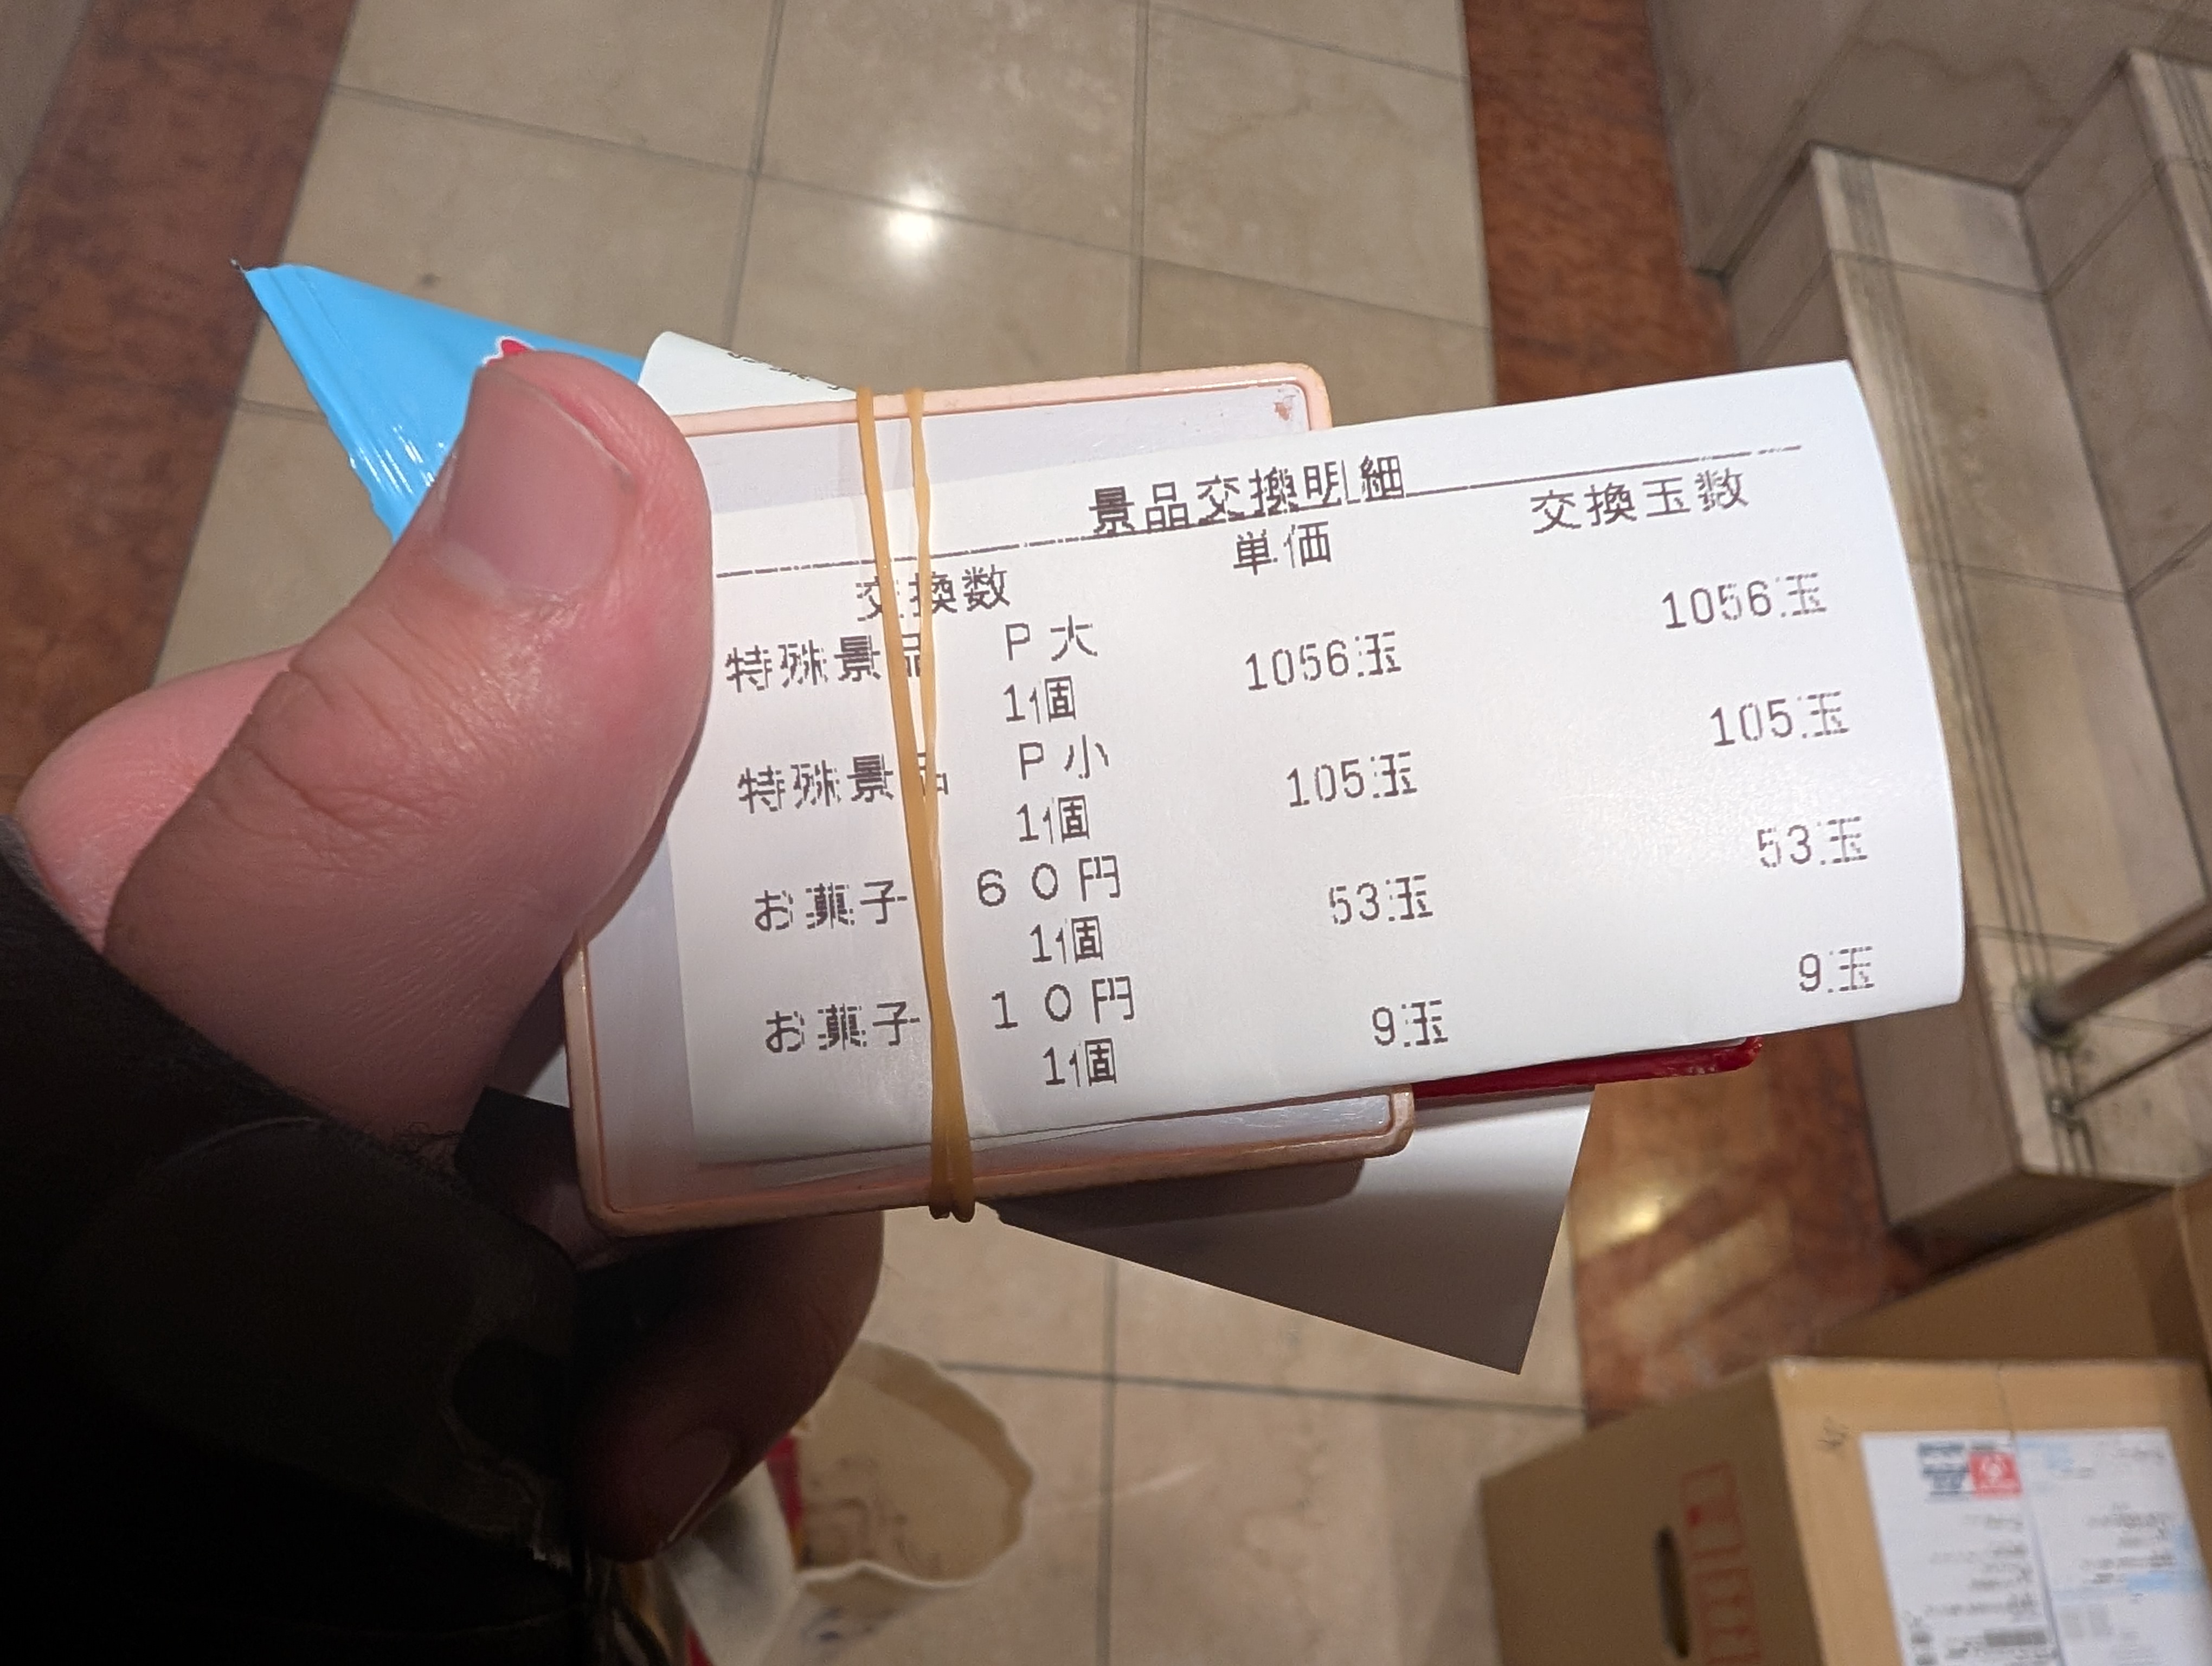 景品交換明細
交換数 単価 交換玉数
特殊景品 P大 1056玉
1個 1056玉
特殊景品 P小 105玉
1個 105玉
お菓子 60円 53玉
1個 53玉
お菓子 10円 9玉
1個 9玉